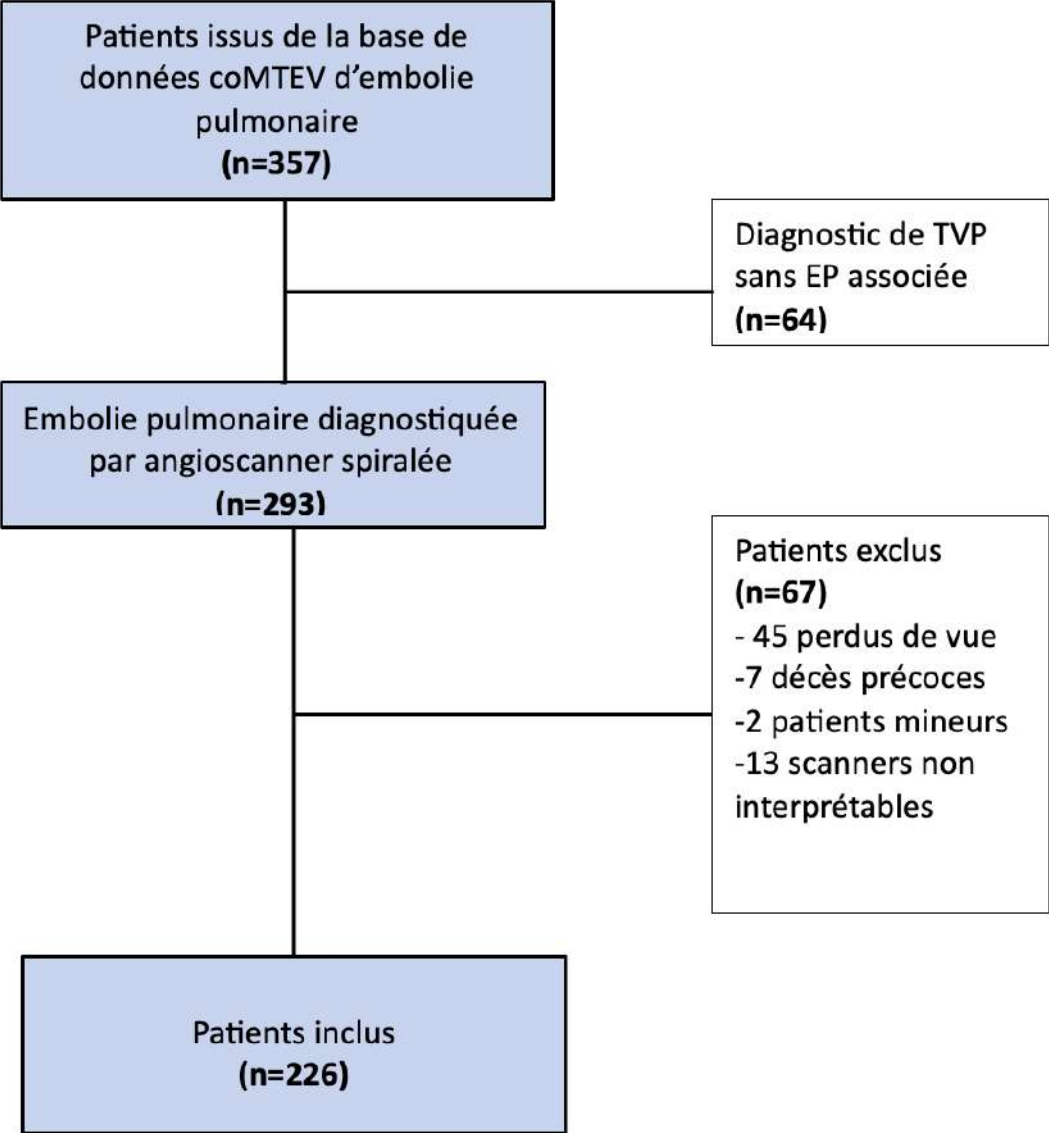 Patients issus de la base de
données coMTEV d’embolie
pulmonaire
(n=357)
Diagnostic de TVP
sans EP associée
(n=64)
Embolie pulmonaire diagnostiquée
par angioscanner spiralée
(n=293)
Patients exclus
(n=67)
- 45 perdus de vue
-7 décès précoces
-2 patients mineurs
-13 scanners non
interprétables
Patients inclus
(n=226)